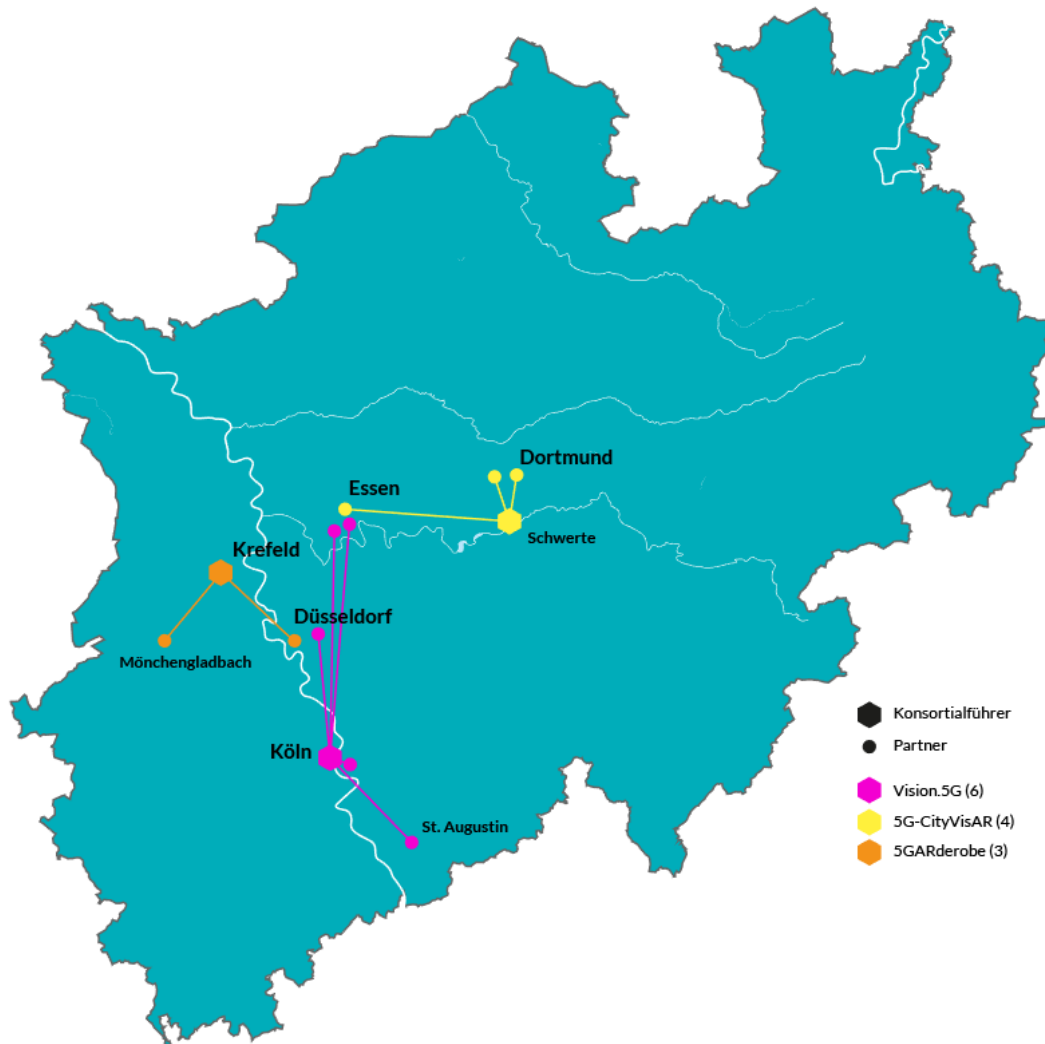 Dortmund
Essen
Schwerte
Krefeld
Düsseldorf
Mönchengladbach
Köln
St. Augustin
Konsortialführer
Partner
Vision.5G (6)
5G-CityVisAR (4)
5GARderobe (3)